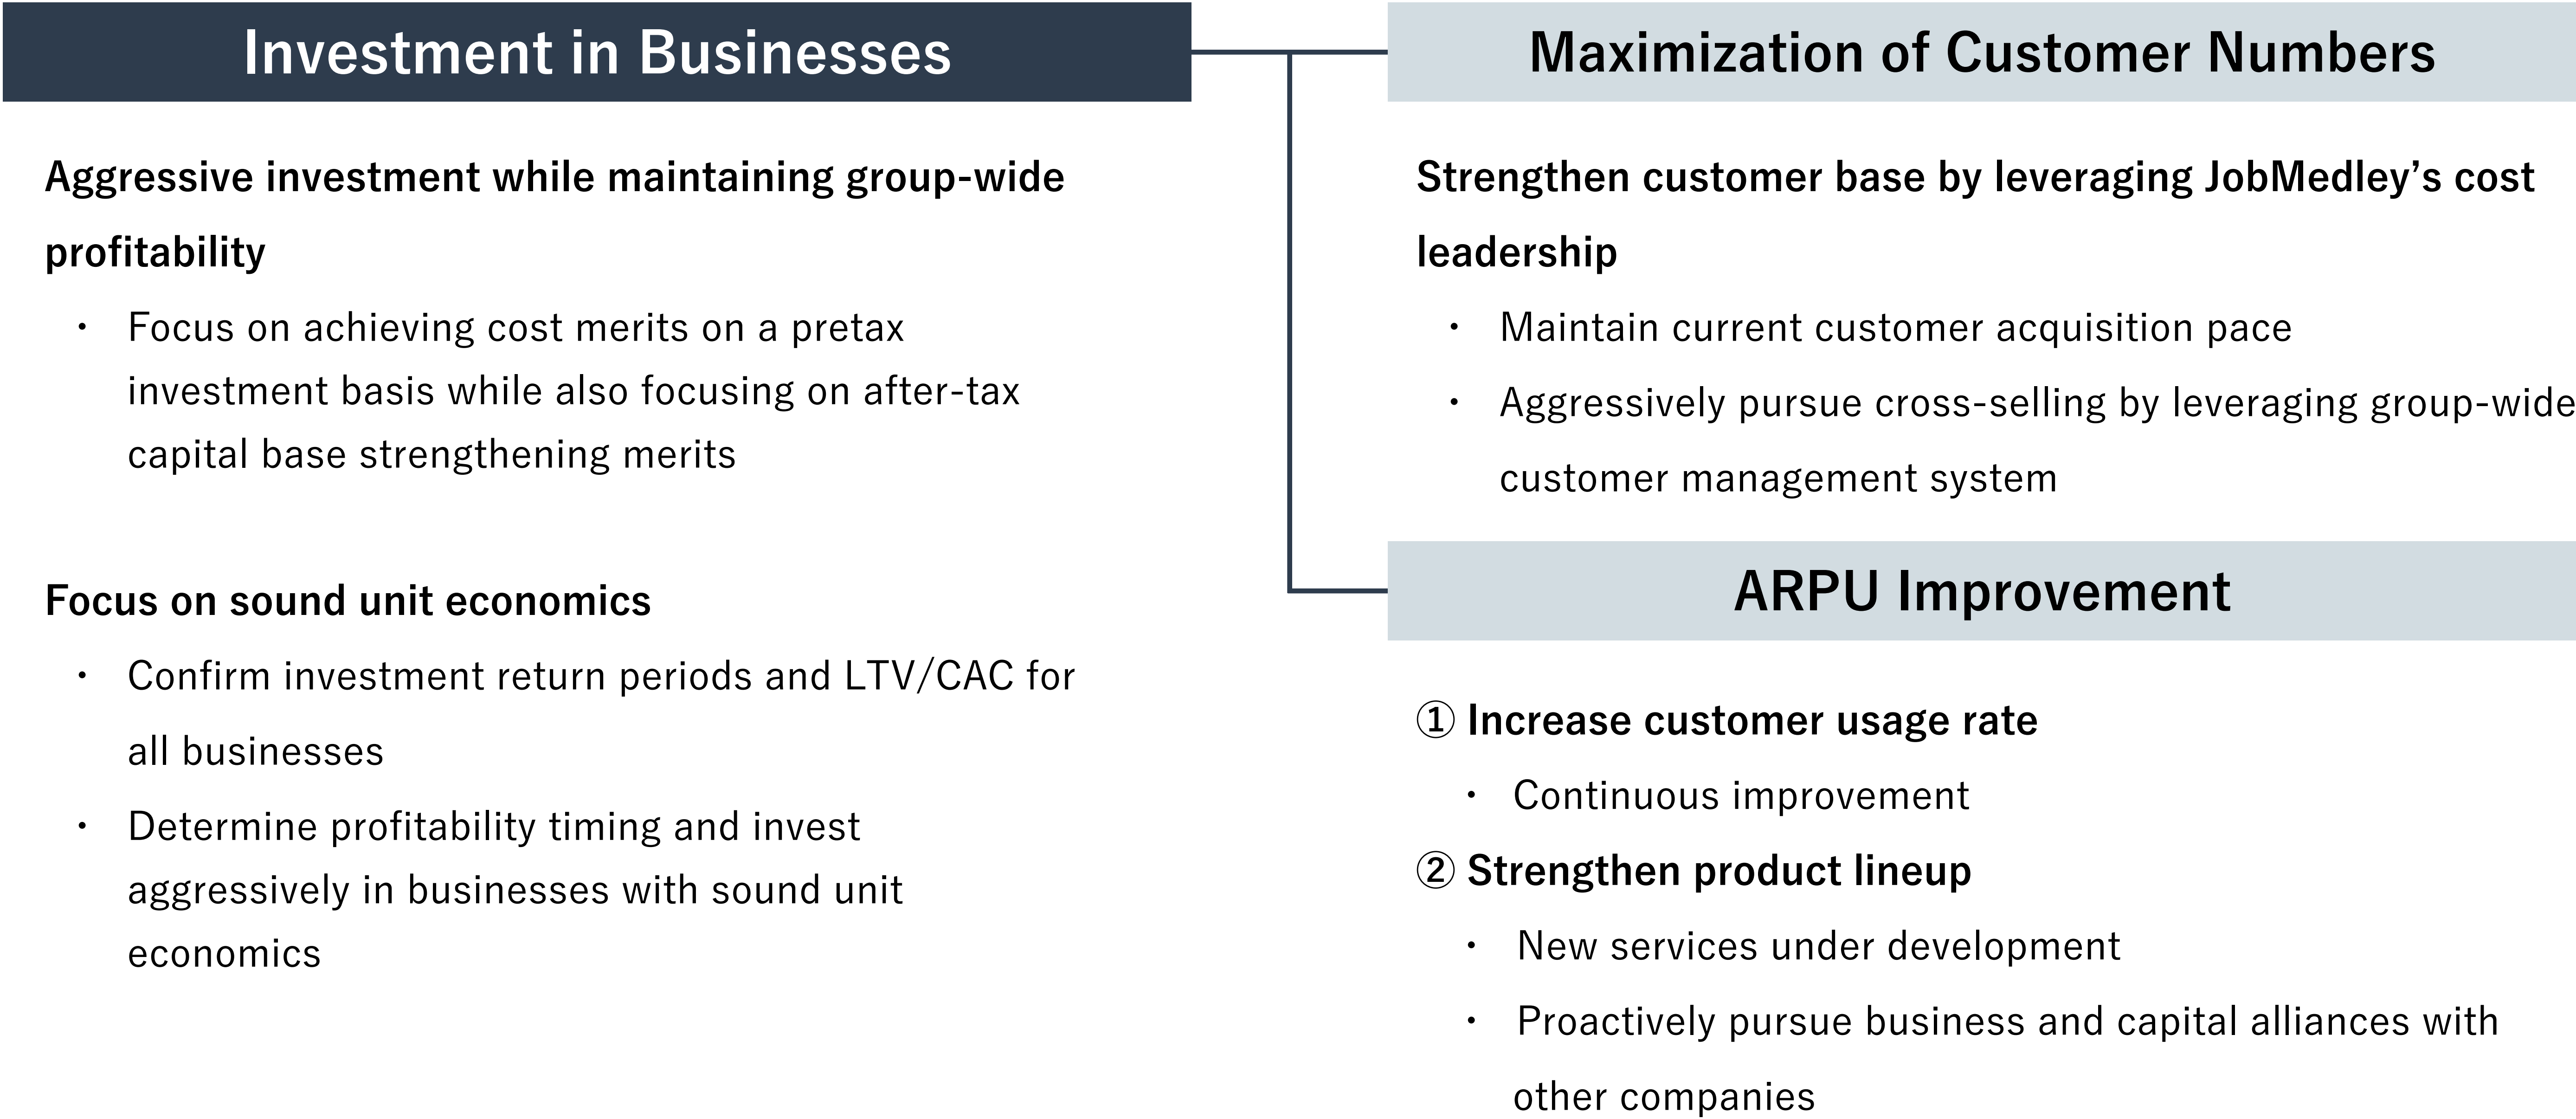 Investment in Businesses
Aggressive investment while maintaining group-wide
profitability
・ Focus on achieving cost merits on a pretax
investment basis while also focusing on after-tax
capital base strengthening merits
Focus on sound unit economics
・ Confirm investment return periods and LTV/CAC for
all businesses
・ Determine profitability timing and invest
aggressively in businesses with sound unit
economics
Maximization of Customer Numbers
Strengthen customer base by leveraging JobMedley’s cost
leadership
・ Maintain current customer acquisition pace
・ Aggressively pursue cross-selling by leveraging group-wide
customer management system
ARPU Improvement
① Increase customer usage rate
・ Continuous improvement
② Strengthen product lineup
・ New services under development
・ Proactively pursue business and capital alliances with
other companies